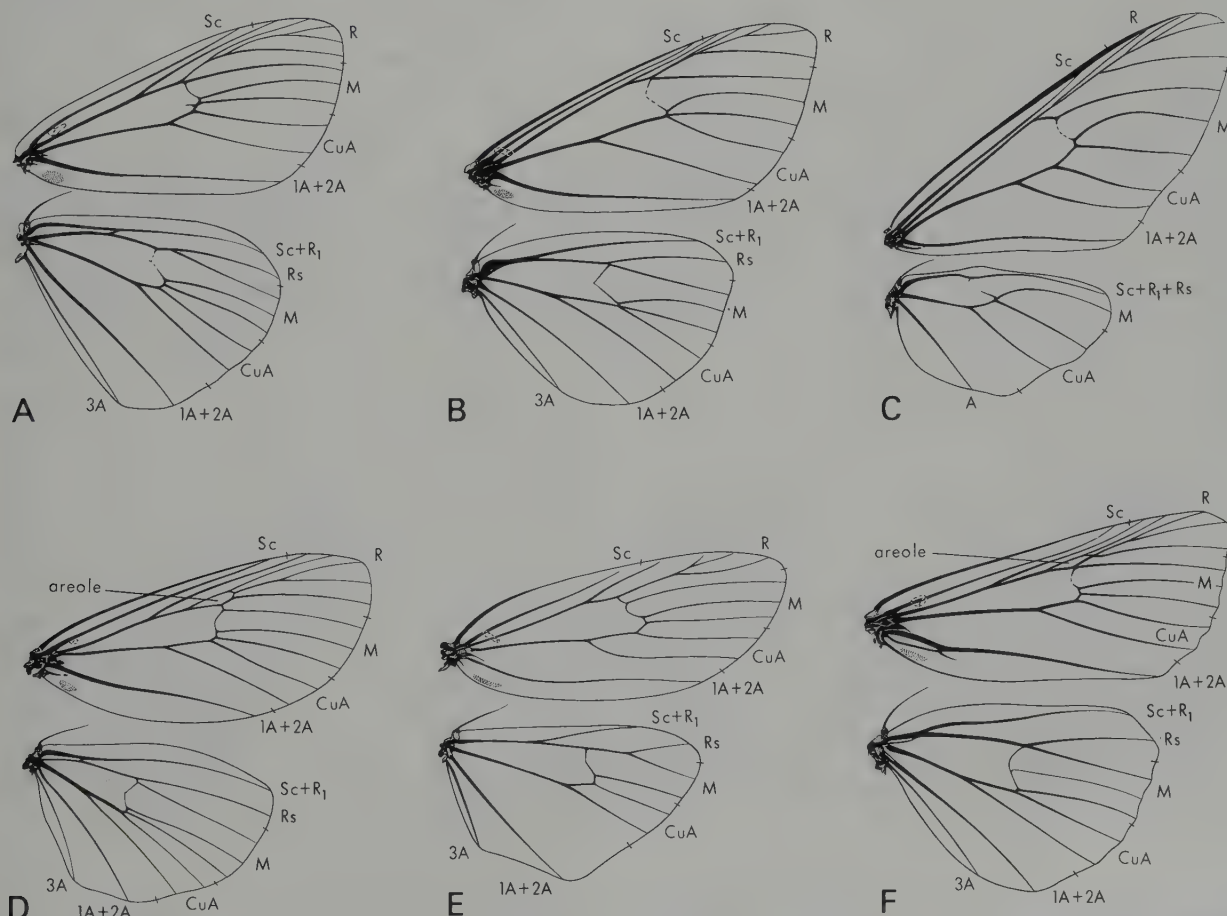 Sc
R
M
CuA
1A+2A
Sc+R₁
Rs
M
CuA
1A+2A
3A
A
Sc
R
M
CuA
1A+2A
Sc+R₁
Rs
M
CuA
1A+2A
3A
B
R
Sc
M
CuA
1A+2A
Sc+R₁+Rs
M
CuA
A
C
Sc
R
areole
M
CuA
1A+2A
Sc+R₁
Rs
M
CuA
1A+2A
3A
D
Sc
R
M
CuA
1A+2A
Sc+R₁
Rs
M
CuA
1A+2A
3A
E
R
Sc
areole
M
CuA
1A+2A
Sc+R₁
Rs
M
CuA
1A+2A
3A
F